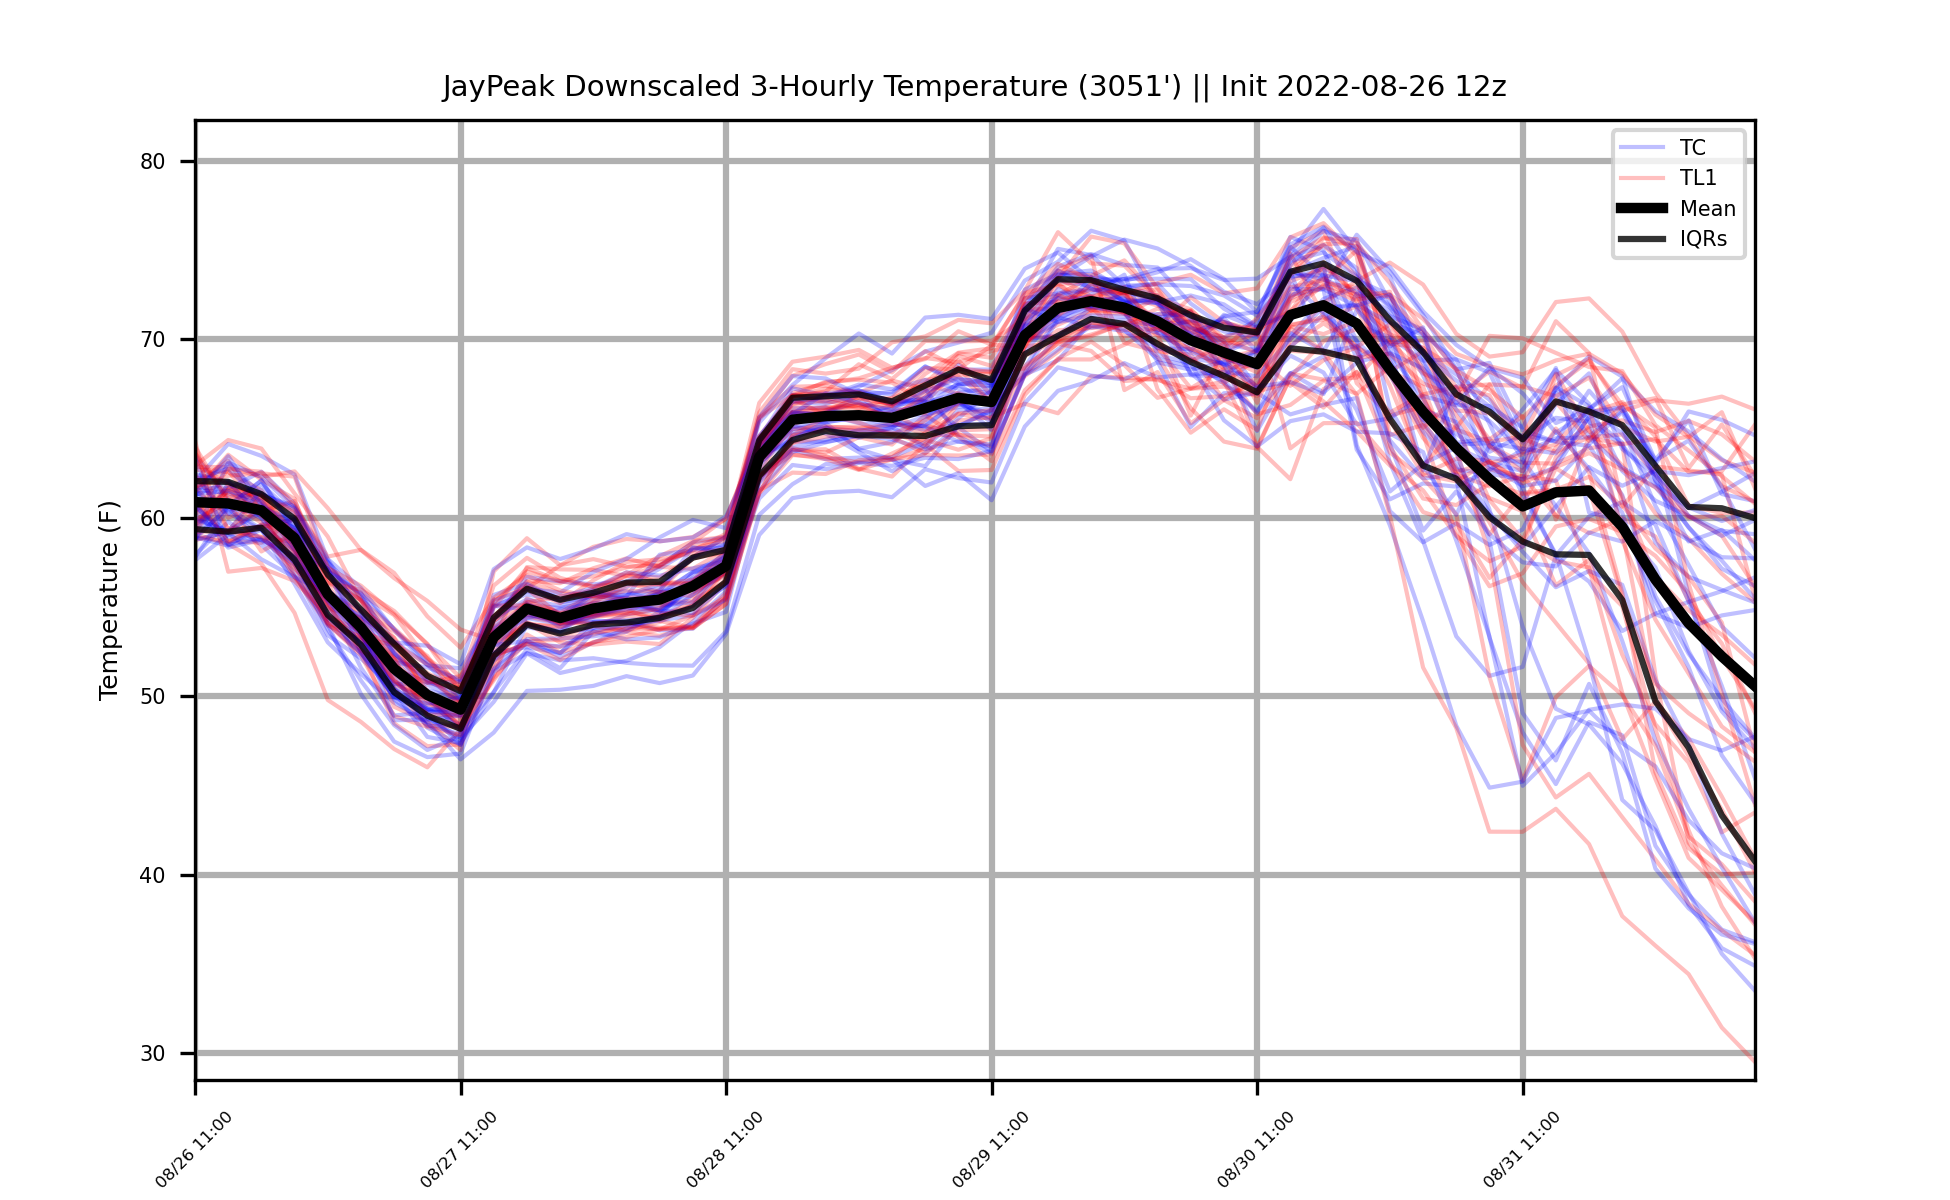 JayPeak Downscaled 3-Hourly Temperature (3051') || Init 2022-08-26 12z
TC
TL1
Mean
IQRs
Temperature (F)
80
70
60
50
40
30
08/26 11:00
08/27 11:00
08/28 11:00
08/29 11:00
08/30 11:00
08/31 11:00